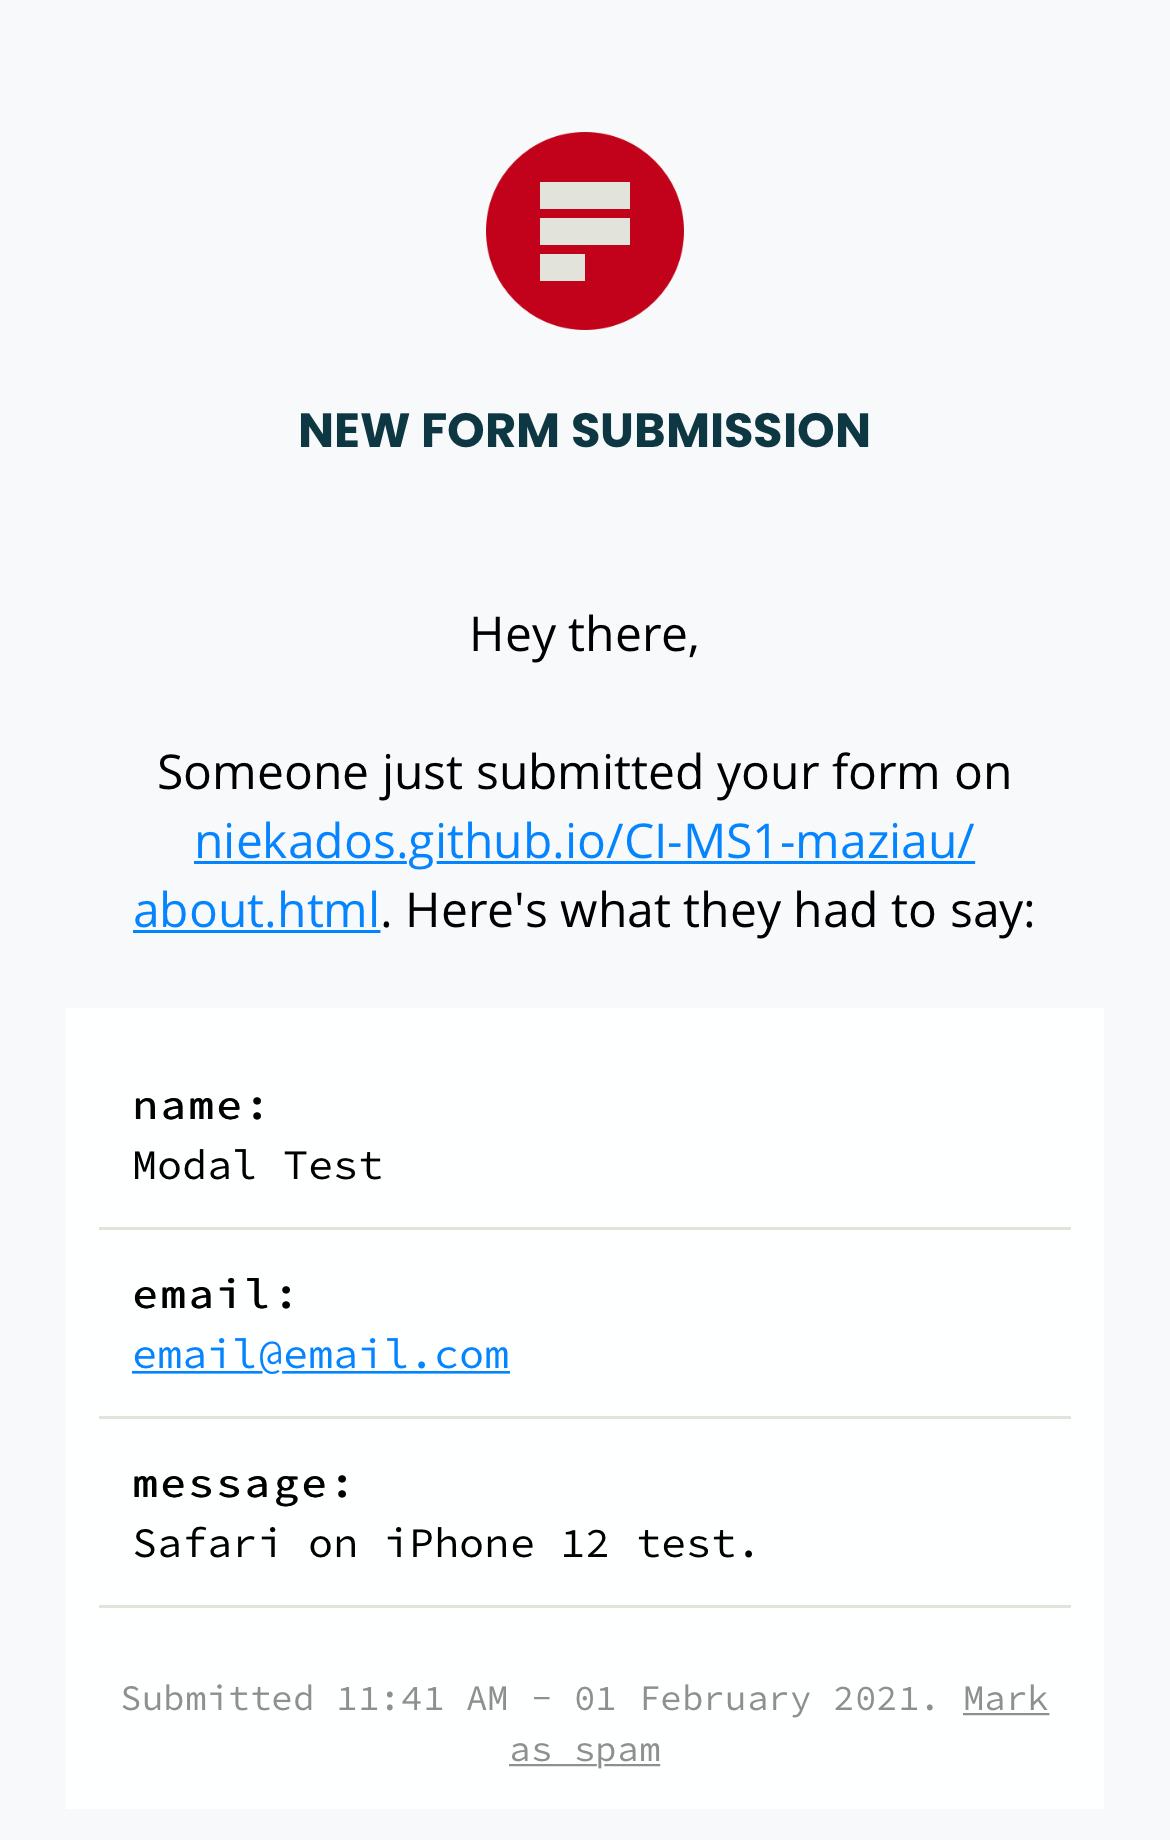 NEW FORM SUBMISSION
Hey there,
Someone just submitted your form on
niekados.github.io/CI-MS1-maziau/
about.html. Here's what they had to say:
name:
Modal Test
email:
email@email.com
message:
Safari on iPhone 12 test.
Submitted 11:41 AM - 01 February 2021. Mark
as spam